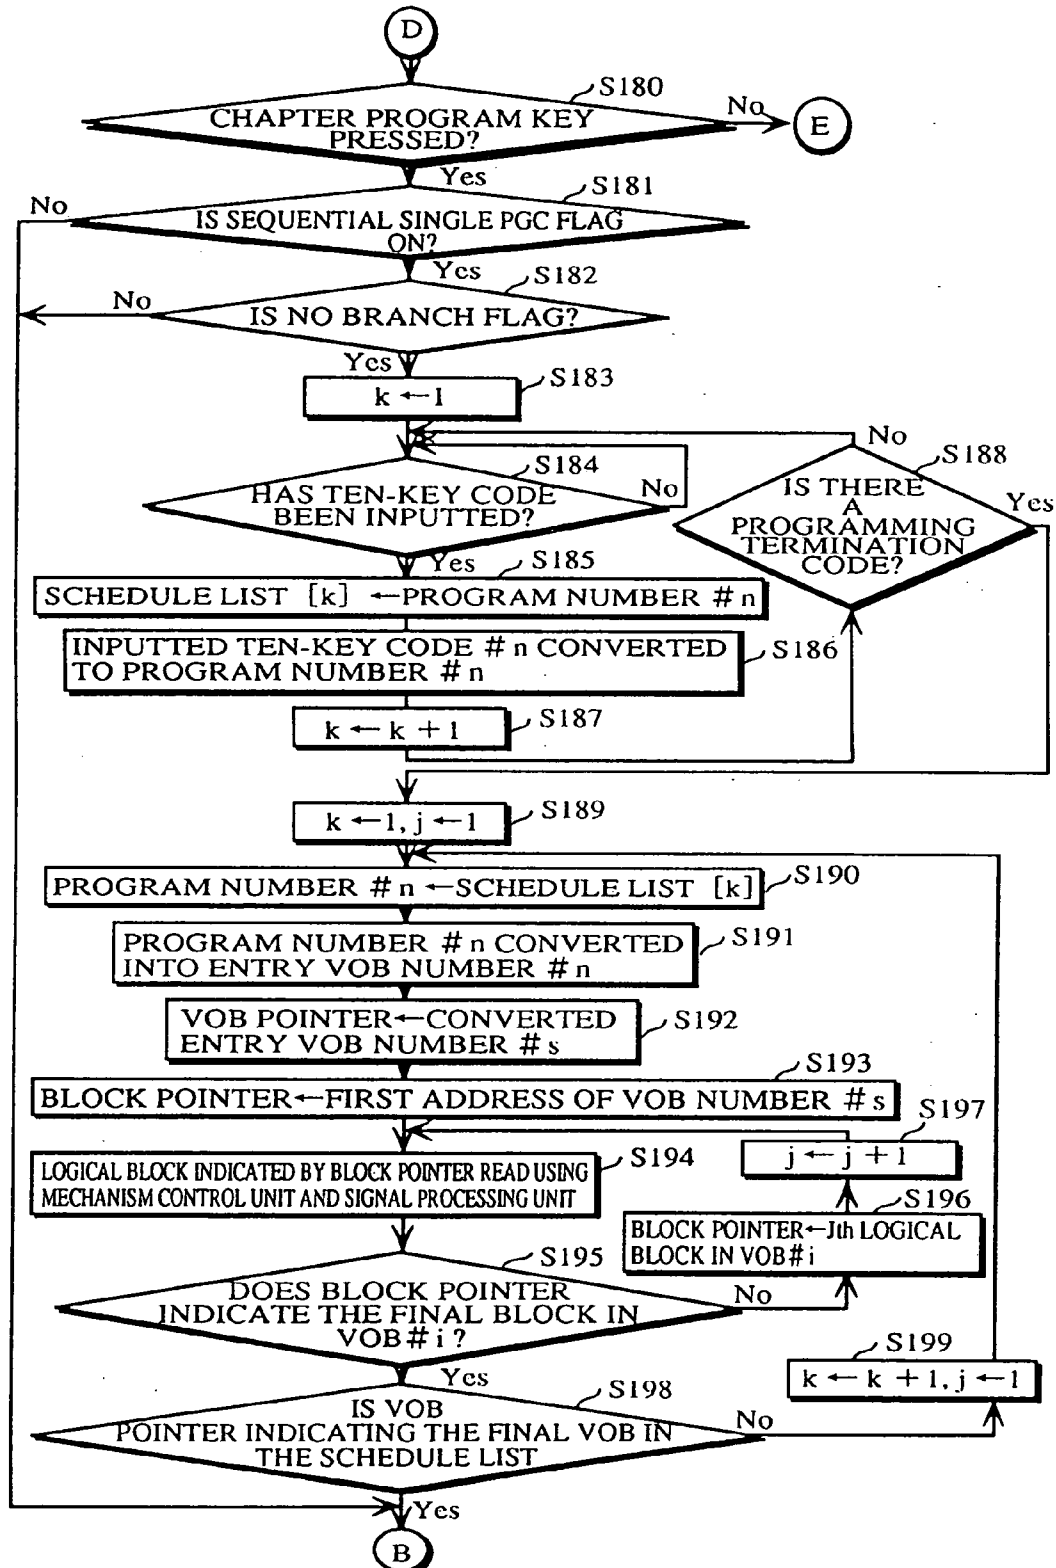 D
S180
CHAPTER PROGRAM KEY
PRESSED?
No
E
Yes
S181
No
IS SEQUENTIAL SINGLE PGC FLAG
ON?
Yes
S182
No
IS NO BRANCH FLAG?
Yes
S183
k ← 1
No
S188
S184
HAS TEN-KEY CODE
BEEN INPUTTED?
No
IS THERE
A
PROGRAMMING
TERMINATION
CODE?
Yes
Yes
S185
SCHEDULE LIST [k] ←PROGRAM NUMBER #n
INPUTTED TEN-KEY CODE #n CONVERTED
TO PROGRAM NUMBER #n
S186
k ← k + 1
S187
k ←1, j ←1
S189
PROGRAM NUMBER #n ←SCHEDULE LIST [k]
S190
PROGRAM NUMBER #n CONVERTED
INTO ENTRY VOB NUMBER #n
S191
VOB POINTER←CONVERTED
ENTRY VOB NUMBER #s
S192
S193
BLOCK POINTER←FIRST ADDRESS OF VOB NUMBER #s
S197
j ← j + 1
LOGICAL BLOCK INDICATED BY BLOCK POINTER READ USING
MECHANISM CONTROL UNIT AND SIGNAL PROCESSING UNIT
S194
S196
BLOCK POINTER←Jth LOGICAL
BLOCK IN VOB#i
S195
DOES BLOCK POINTER
INDICATE THE FINAL BLOCK IN
VOB#i?
No
Yes
S199
k ← k + 1, j ←1
S198
IS VOB
POINTER INDICATING THE FINAL VOB IN
THE SCHEDULE LIST
No
Yes
B